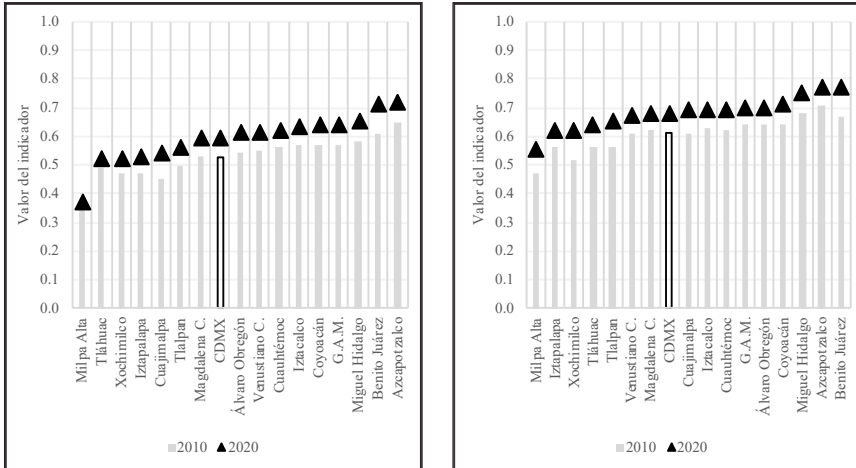 Valor del indicador
1.0
0.9
0.8
0.7
0.6
0.5
0.4
0.3
0.2
0.1
0.0
Milpa Alta
Tláhuac
Xochimilco
Iztapalapa
Cuajimalpa
Tlalpan
Magdalena C.
CDMX
Álvaro Obregón
Venustiano C.
Cuauhtémoc
Iztacalco
Coyoacán
G.A.M.
Miguel Hidalgo
Benito Juárez
Azcapotzalco
2010 2020
Valor del indicador
1.0
0.9
0.8
0.7
0.6
0.5
0.4
0.3
0.2
0.1
0.0
Milpa Alta
Iztapalapa
Xochimilco
Tláhuac
Tlalpan
Venustiano C.
Magdalena C.
CDMX
Cuajimalpa
Iztacalco
Cuauhtémoc
G.A.M.
Álvaro Obregón
Coyoacán
Miguel Hidalgo
Azcapotzalco
Benito Juárez
2010 2020